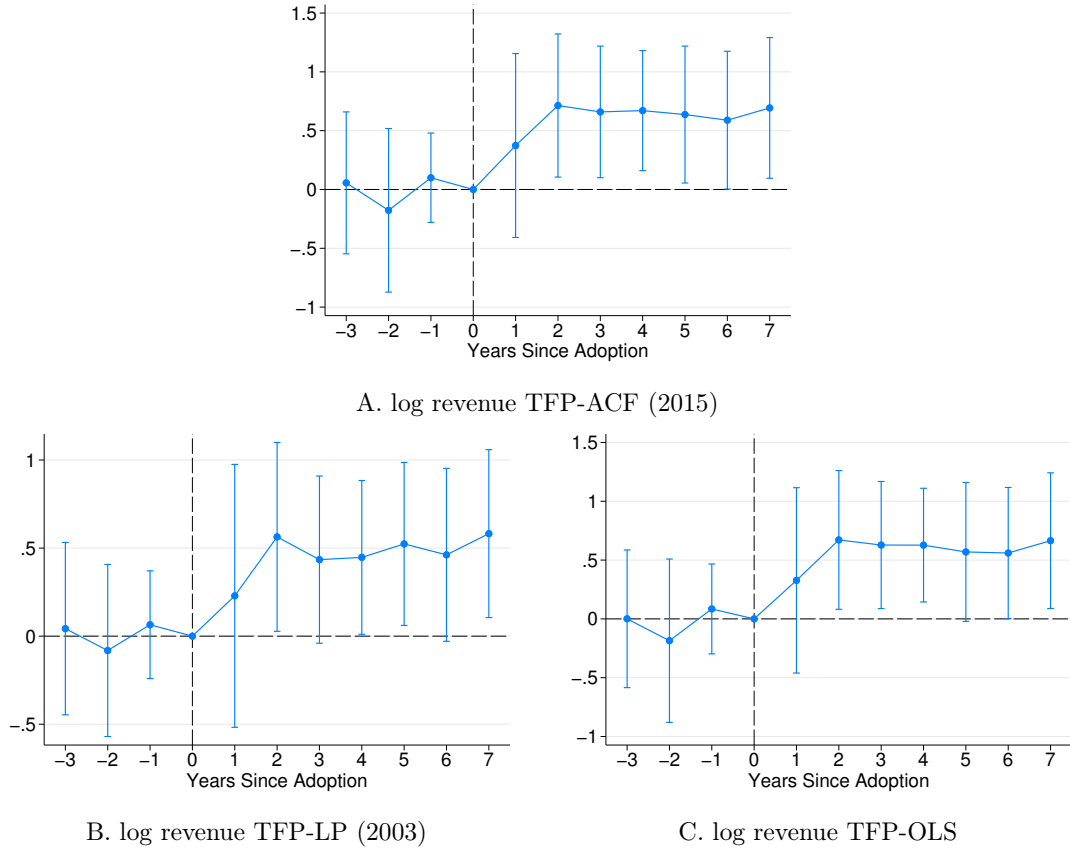 1.5
1
.5
0
−.5
−1
−3 −2 −1 0 1 2 3 4 5 6 7
Years Since Adoption
A. log revenue TFP-ACF (2015)
1
.5
0
−.5
−3 −2 −1 0 1 2 3 4 5 6 7
Years Since Adoption
B. log revenue TFP-LP (2003)
1.5
1
.5
0
−.5
−1
−3 −2 −1 0 1 2 3 4 5 6 7
Years Since Adoption
C. log revenue TFP-OLS